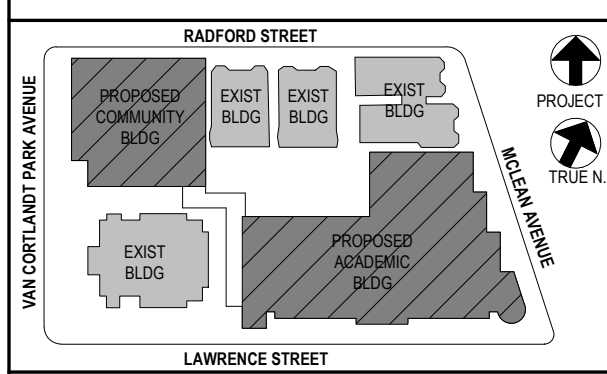 RADFORD STREET
VAN CORTLANDT PARK AVENUE
PROPOSED
COMMUNITY
BLDG
EXIST
BLDG
EXIST
BLDG
EXIST
BLDG
PROJECT
MCLEAN AVENUE
TRUE N.
EXIST
BLDG
PROPOSED
ACADEMIC
BLDG
LAWRENCE STREET